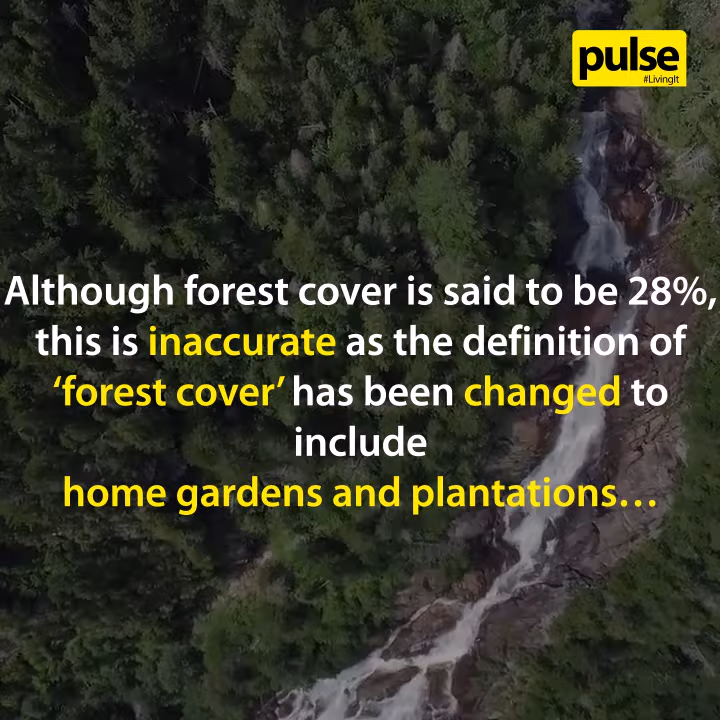 pulse
#LivingIt
Although forest cover is said to be 28%,
this is inaccurate as the definition of
‘forest cover’ has been changed to
include
home gardens and plantations…